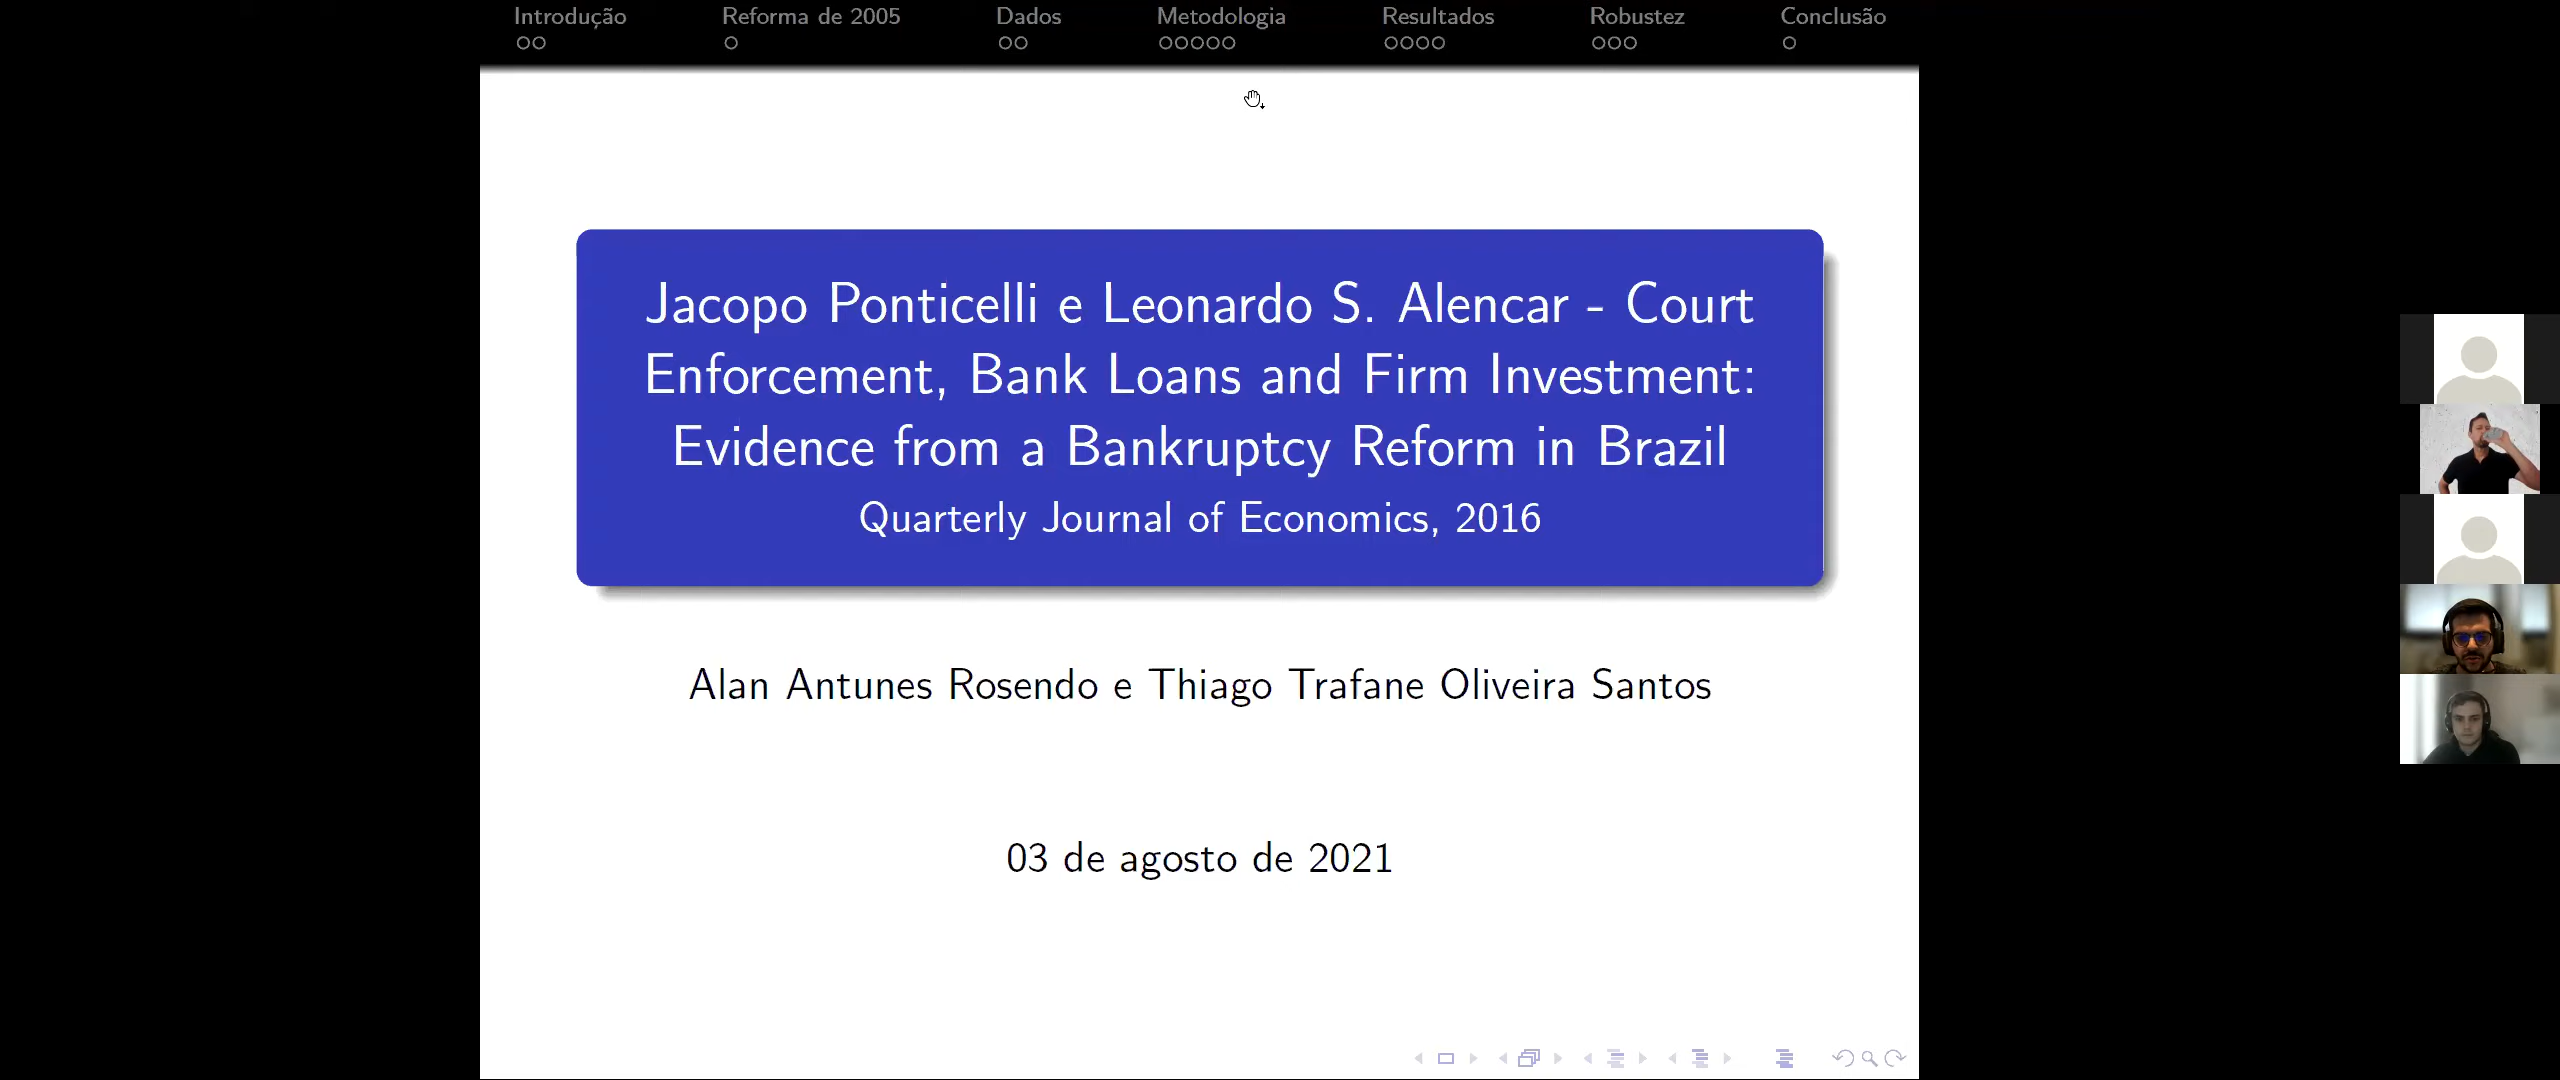 Introdução Reforma de 2005 Dados Metodologia Resultados Robustez Conclusão
Jacopo Ponticelli e Leonardo S. Alencar - Court
Enforcement, Bank Loans and Firm Investment:
Evidence from a Bankruptcy Reform in Brazil
Quarterly Journal of Economics, 2016
Alan Antunes Rosendo e Thiago Trafane Oliveira Santos
03 de agosto de 2021